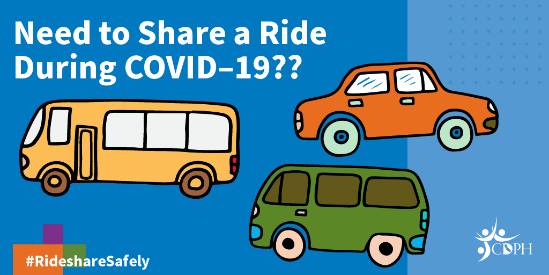 Need to Share a Ride
During COVID–19??
#RideshareSafely
CDPH